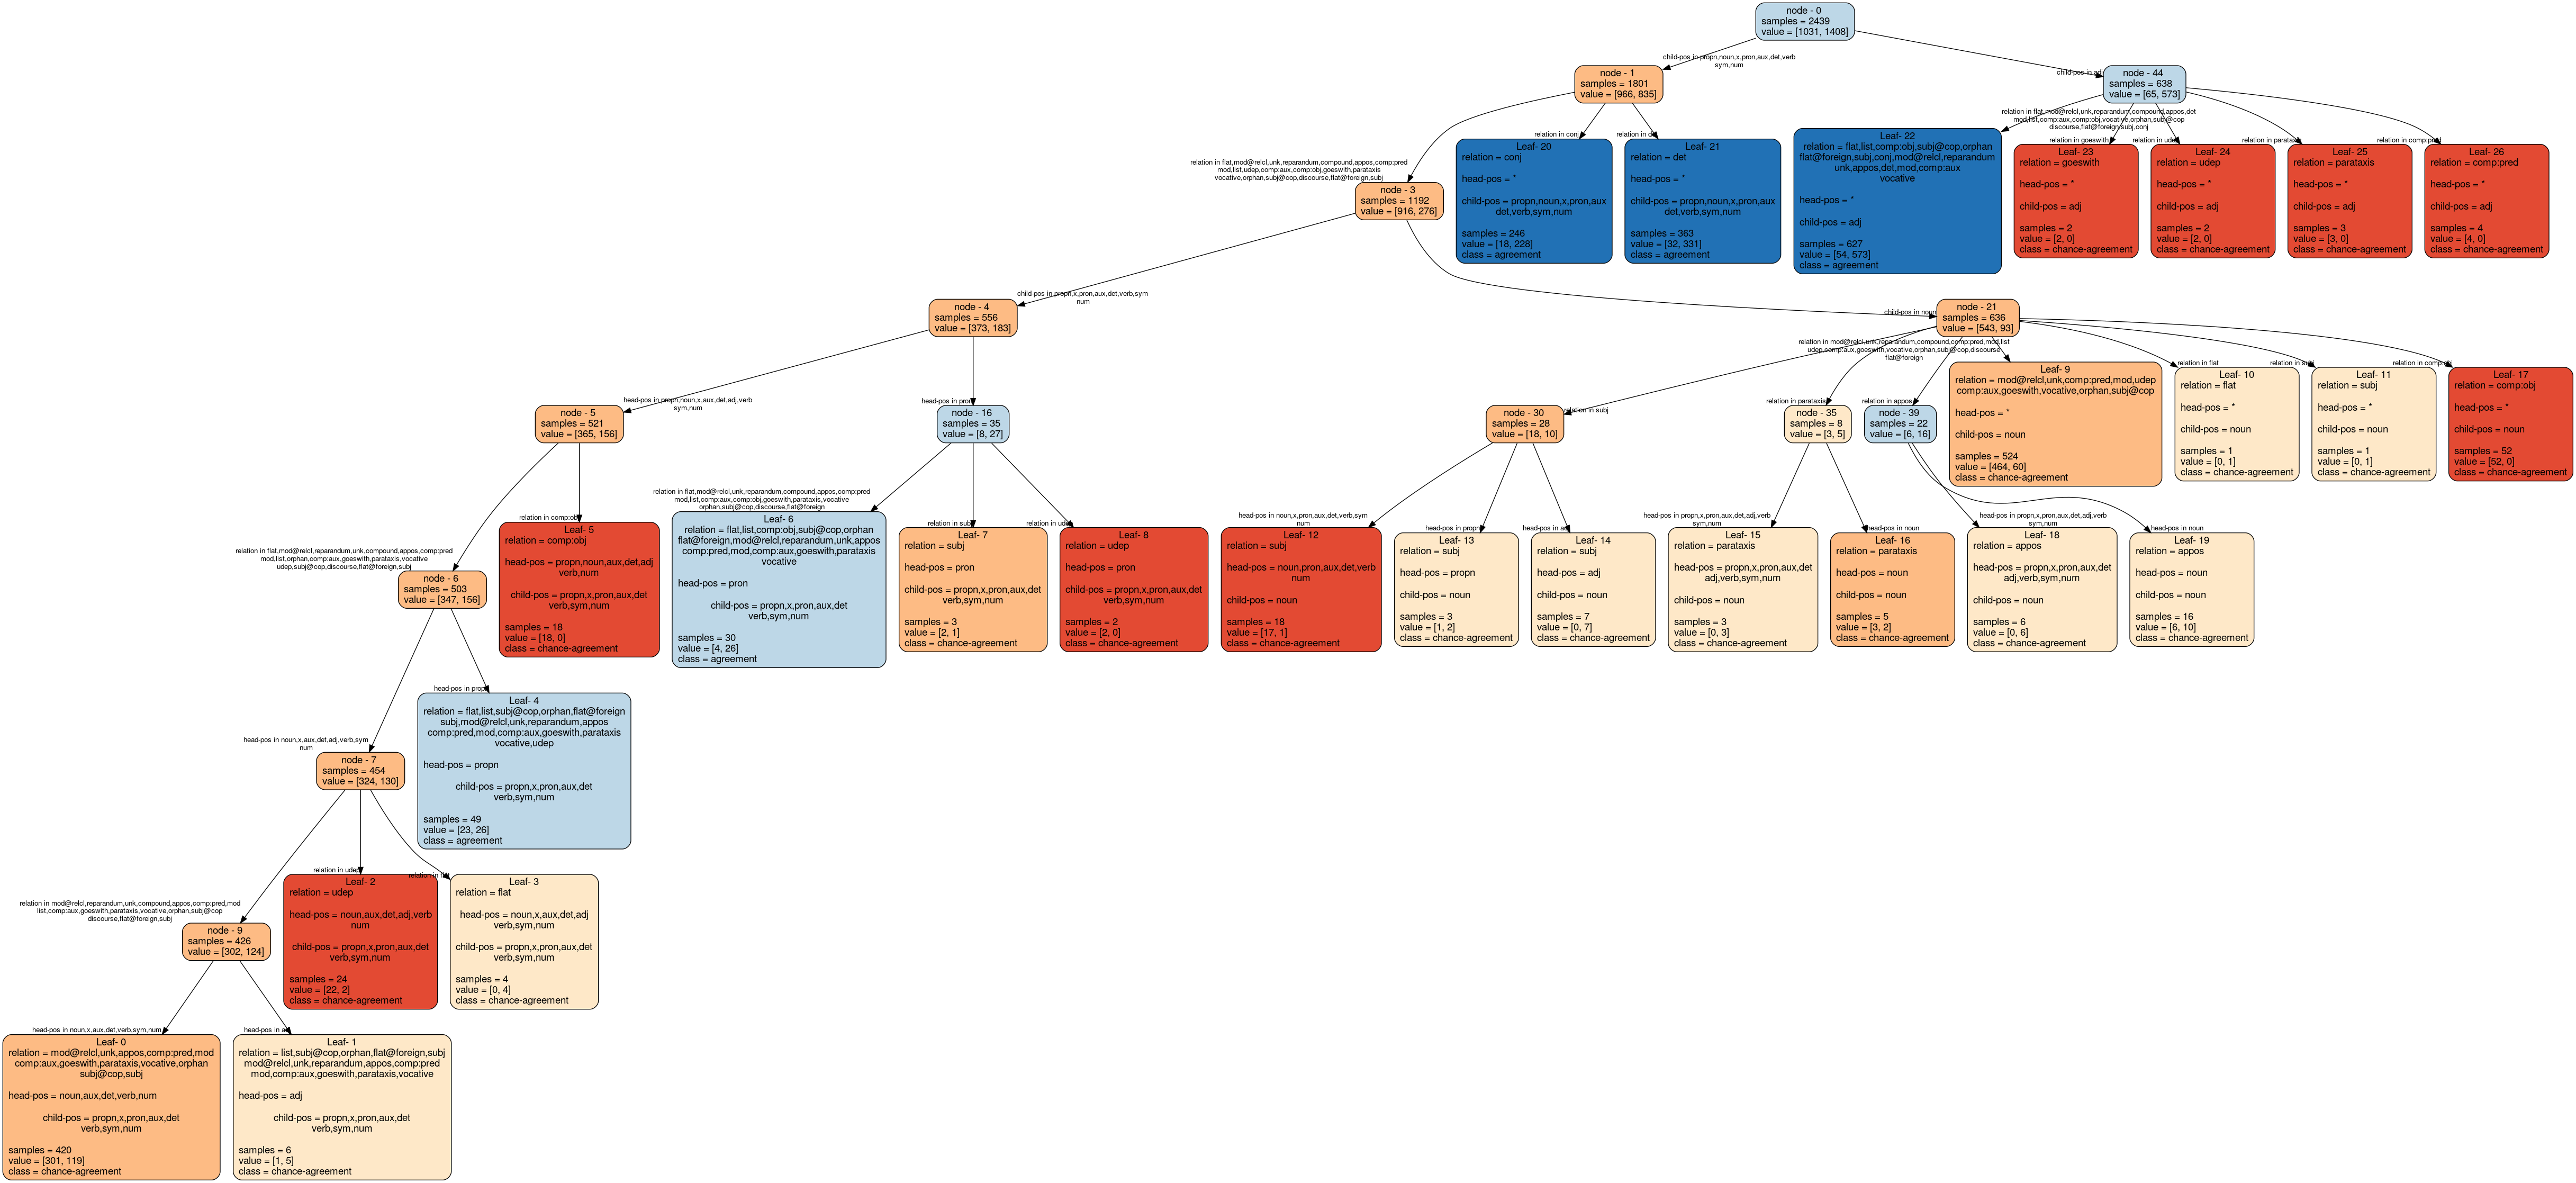 node - 0
samples = 2439
value = [1031, 1408]
child-pos in propn,noun,x,pron,aux,det,verb
sym,num
node - 1
samples = 1801
value = [966, 835]
child-pos in adj
node - 44
samples = 638
value = [65, 573]
relation in flat,mod@relcl,unk,reparandum,compound,appos,comp:pred
mod,list,udep,comp:aux,comp:obj,goeswith,parataxis
vocative,orphan,subj@cop,discourse,flat@foreign,subj
node - 3
samples = 1192
value = [916, 276]
relation in conj
Leaf- 20
relation = conj
head-pos = *
child-pos = propn,noun,x,pron,aux
det,verb,sym,num
samples = 246
value = [18, 228]
class = agreement
relation in
Leaf- 21
relation = det
head-pos = *
child-pos = propn,noun,x,pron,aux
det,verb,sym,num
samples = 363
value = [32, 331]
class = agreement
relation in flat,mod@relcl,unk,reparandum,compound,appos,det
mod,list,comp:aux,comp:obj,vocative,orphan,subj@cop
discourse,flat@foreign,subj,conj
Leaf- 22
relation = flat,list,comp:obj,subj@cop,orphan
flat@foreign,subj,conj,mod@relcl,reparandum
unk,appos,det,mod,comp:aux
vocative
head-pos = *
child-pos = adj
samples = 627
value = [54, 573]
class = agreement
relation in goeswith
Leaf- 23
relation = goeswith
head-pos = *
child-pos = adj
samples = 2
value = [2, 0]
class = chance-agreement
relation in udep
Leaf- 24
relation = udep
head-pos = *
child-pos = adj
samples = 2
value = [2, 0]
class = chance-agreement
relation in parataxis
Leaf- 25
relation = parataxis
head-pos = *
child-pos = adj
samples = 3
value = [3, 0]
class = chance-agreement
relation in comp:pred
Leaf- 26
relation = comp:pred
head-pos = *
child-pos = adj
samples = 4
value = [4, 0]
class = chance-agreement
child-pos in propn,x,pron,aux,det,verb,sym
num
node - 4
samples = 556
value = [373, 183]
child-pos in noun
node - 21
samples = 636
value = [543, 93]
head-pos in propn,noun,x,aux,det,adj,verb
sym,num
node - 5
samples = 521
value = [365, 156]
head-pos in pron
node - 16
samples = 35
value = [8, 27]
relation in mod@relcl,unk,reparandum,compound,comp:pred,mod,list
udep,comp:aux,goeswith,vocative,orphan,subj@cop,discourse
flat@foreign
relation in subj
node - 30
samples = 28
value = [18, 10]
relation in parataxis
node - 35
samples = 8
value = [3, 5]
relation in appos
node - 39
samples = 22
value = [6, 16]
Leaf- 9
relation = mod@relcl,unk,comp:pred,mod,udep
comp:aux,goeswith,vocative,orphan,subj@cop
head-pos = *
child-pos = noun
samples = 524
value = [464, 60]
class = chance-agreement
relation in flat
Leaf- 10
relation = flat
head-pos = *
child-pos = noun
samples = 1
value = [0, 1]
class = chance-agreement
relation in subj
Leaf- 11
relation = subj
head-pos = *
child-pos = noun
samples = 1
value = [0, 1]
class = chance-agreement
relation in comp:obj
Leaf- 17
relation = comp:obj
head-pos = *
child-pos = noun
samples = 52
value = [52, 0]
class = chance-agreement
relation in flat,mod@relcl,reparandum,unk,compound,appos,comp:pred
mod,list,orphan,comp:aux,goeswith,parataxis,vocative
udep,subj@cop,discourse,flat@foreign,subj
node - 6
samples = 503
value = [347, 156]
relation in comp:obj
Leaf- 5
relation = comp:obj
head-pos = propn,noun,aux,det,adj
verb,num
child-pos = propn,x,pron,aux,det
verb,sym,num
samples = 18
value = [18, 0]
class = chance-agreement
relation in flat,mod@relcl,unk,reparandum,compound,appos,comp:pred
mod,list,comp:aux,comp:obj,goeswith,parataxis,vocative
orphan,subj@cop,discourse,flat@foreign
Leaf- 6
relation = flat,list,comp:obj,subj@cop,orphan
flat@foreign,mod@relcl,reparandum,unk,appos
comp:pred,mod,comp:aux,goeswith,parataxis
vocative
head-pos = pron
child-pos = propn,x,pron,aux,det
verb,sym,num
samples = 30
value = [4, 26]
class = agreement
relation in subj
Leaf- 7
relation = subj
head-pos = pron
child-pos = propn,x,pron,aux,det
verb,sym,num
samples = 3
value = [2, 1]
class = chance-agreement
relation in udep
Leaf- 8
relation = udep
head-pos = pron
child-pos = propn,x,pron,aux,det
verb,sym,num
samples = 2
value = [2, 0]
class = chance-agreement
head-pos in noun,x,pron,aux,det,verb,sym
num
Leaf- 12
relation = subj
head-pos = noun,pron,aux,det,verb
num
child-pos = noun
samples = 18
value = [17, 1]
class = chance-agreement
head-pos in propn
Leaf- 13
relation = subj
head-pos = propn
child-pos = noun
samples = 3
value = [1, 2]
class = chance-agreement
head-pos in adj
Leaf- 14
relation = subj
head-pos = adj
child-pos = noun
samples = 7
value = [0, 7]
class = chance-agreement
head-pos in propn,x,pron,aux,det,adj,verb
sym,num
Leaf- 15
relation = parataxis
head-pos = propn,x,pron,aux,det
adj,verb,sym,num
child-pos = noun
samples = 3
value = [0, 3]
class = chance-agreement
head-pos in noun
Leaf- 16
relation = parataxis
head-pos = noun
child-pos = noun
samples = 5
value = [3, 2]
class = chance-agreement
head-pos in propn,x,pron,aux,det,adj,verb
sym,num
Leaf- 18
relation = appos
head-pos = propn,x,pron,aux,det
adj,verb,sym,num
child-pos = noun
samples = 6
value = [0, 6]
class = chance-agreement
head-pos in noun
Leaf- 19
relation = appos
head-pos = noun
child-pos = noun
samples = 16
value = [6, 10]
class = chance-agreement
head-pos in noun,x,aux,det,adj,verb,sym
num
node - 7
samples = 454
value = [324, 130]
head-pos in propn
Leaf- 4
relation = flat,list,subj@cop,orphan,flat@foreign
subj,mod@relcl,unk,reparandum,appos
comp:pred,mod,comp:aux,goeswith,parataxis
vocative,udep
head-pos = propn
child-pos = propn,x,pron,aux,det
verb,sym,num
samples = 49
value = [23, 26]
class = agreement
relation in mod@relcl,reparandum,unk,compound,appos,comp:pred,mod
list,comp:aux,goeswith,parataxis,vocative,orphan,subj@cop
discourse,flat@foreign,subj
node - 9
samples = 426
value = [302, 124]
relation in udep
Leaf- 2
relation = udep
head-pos = noun,aux,det,adj,verb
num
child-pos = propn,x,pron,aux,det
verb,sym,num
samples = 24
value = [22, 2]
class = chance-agreement
relation in flat
Leaf- 3
relation = flat
head-pos = noun,x,aux,det,adj
verb,sym,num
child-pos = propn,x,pron,aux,det
verb,sym,num
samples = 4
value = [0, 4]
class = chance-agreement
head-pos in noun,x,aux,det,verb,sym,num
Leaf- 0
relation = mod@relcl,unk,appos,comp:pred,mod
comp:aux,goeswith,parataxis,vocative,orphan
subj@cop,subj
head-pos = noun,aux,det,verb,num
child-pos = propn,x,pron,aux,det
verb,sym,num
samples = 420
value = [301, 119]
class = chance-agreement
head-pos in adj
Leaf- 1
relation = list,subj@cop,orphan,flat@foreign,subj
mod@relcl,unk,reparandum,appos,comp:pred
mod,comp:aux,goeswith,parataxis,vocative
head-pos = adj
child-pos = propn,x,pron,aux,det
verb,sym,num
samples = 6
value = [1, 5]
class = chance-agreement